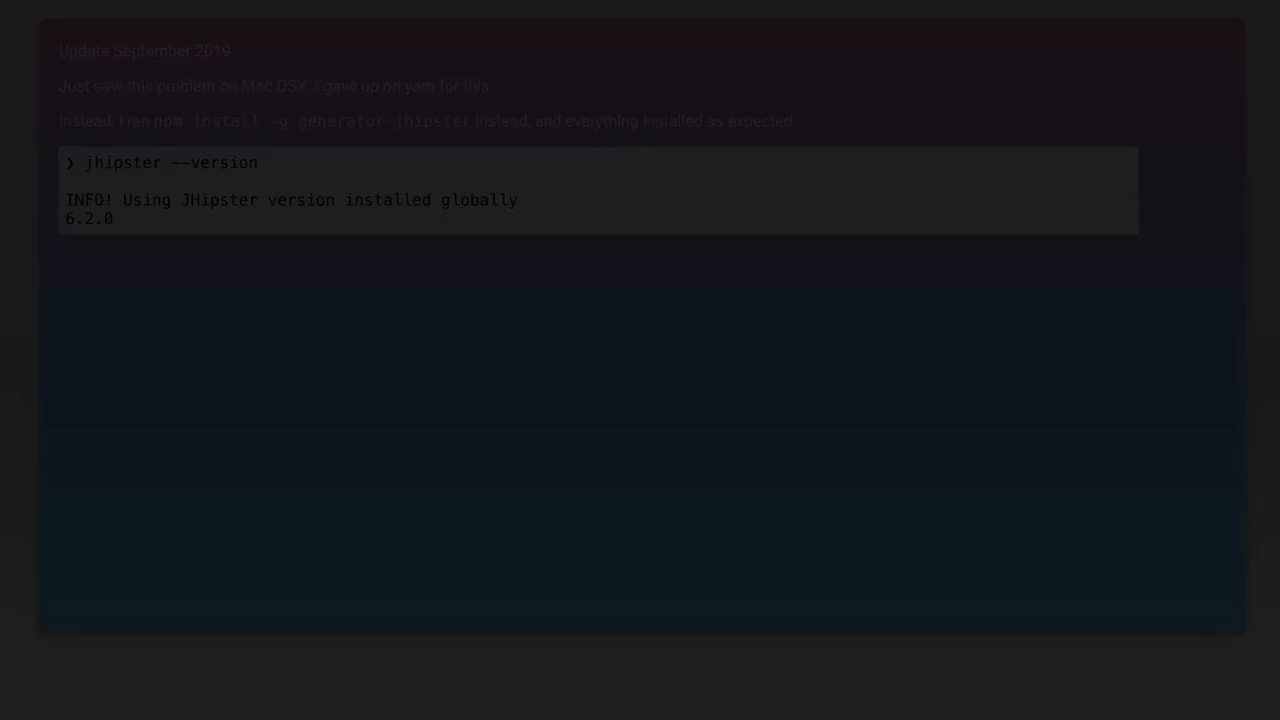 Update September 2019
Just saw this problem on Mac OSX. I gave up on yarn for this.
Instead, I ran npm install -g generator-jhipster instead, and everything installed as expected.
❯ jhipster --version
INFO! Using JHipster version installed globally
6.2.0